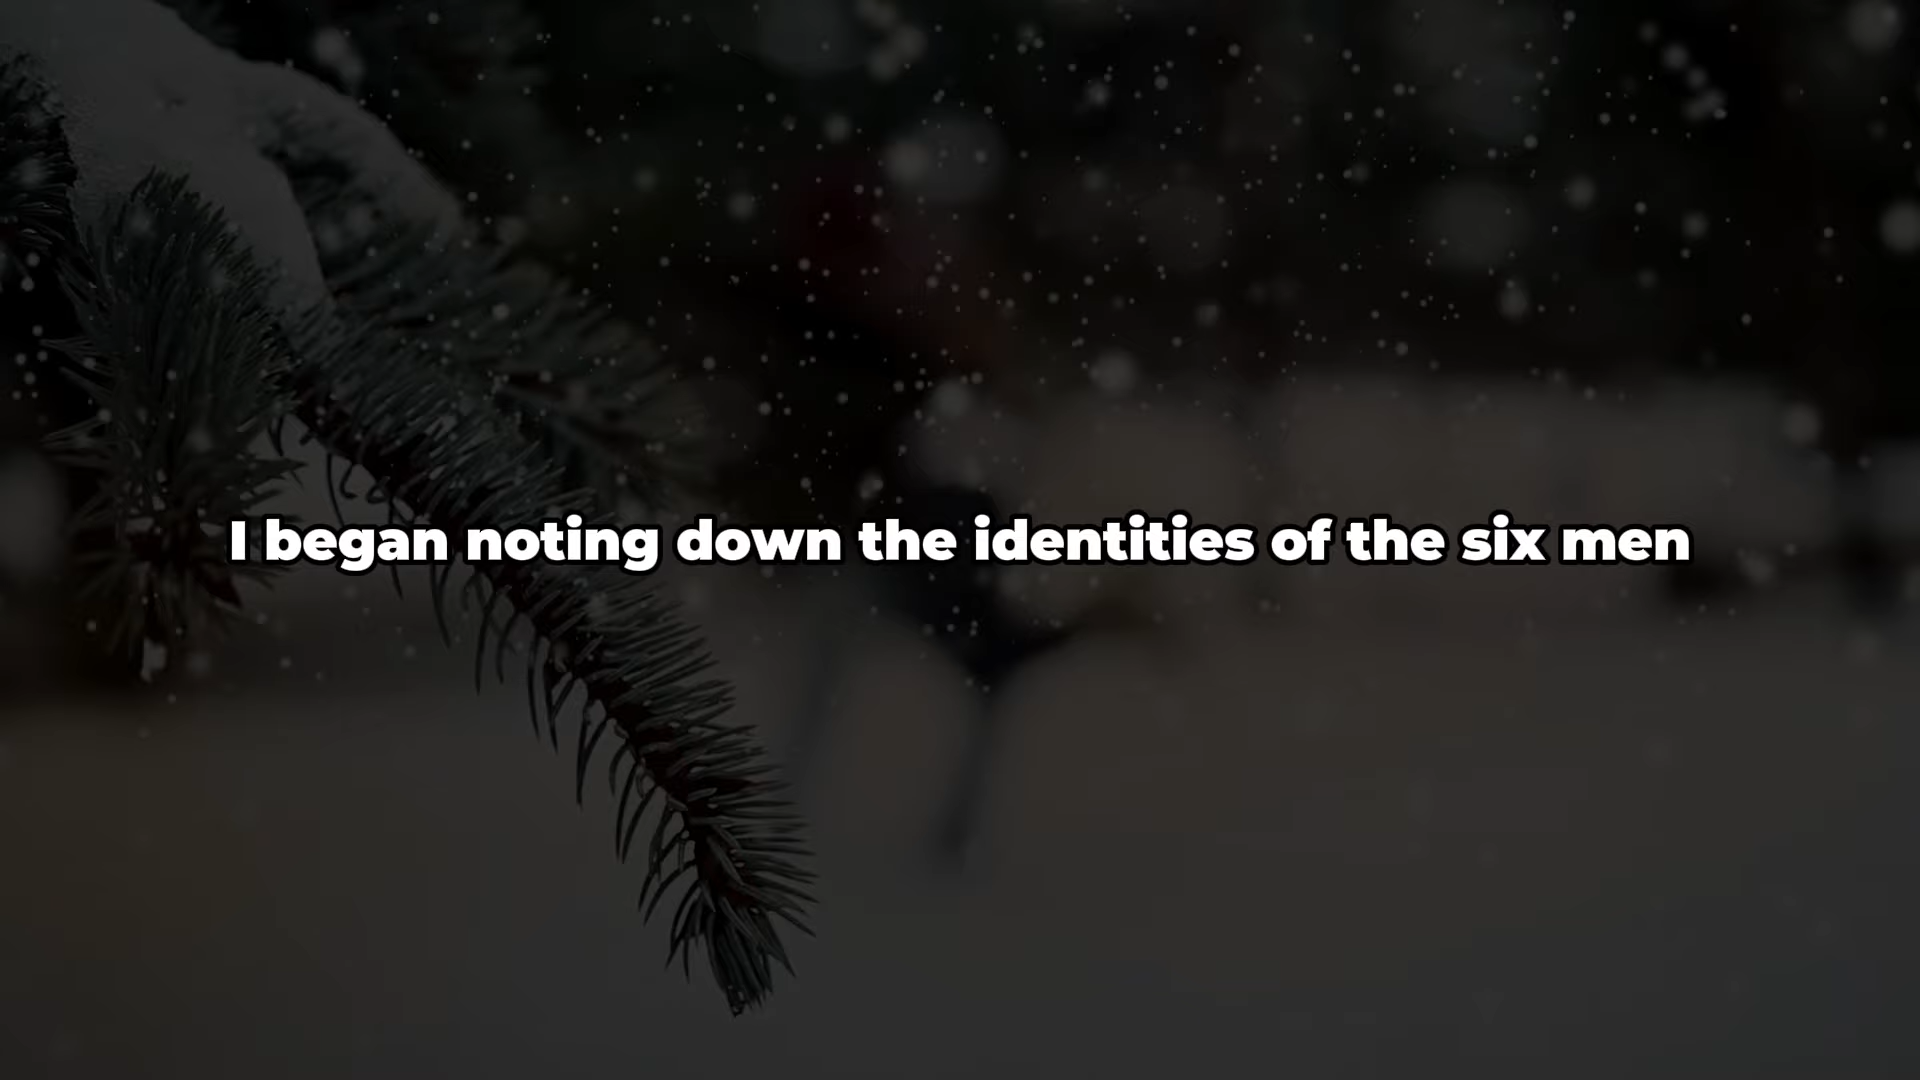 I began noting down the identities of the six men